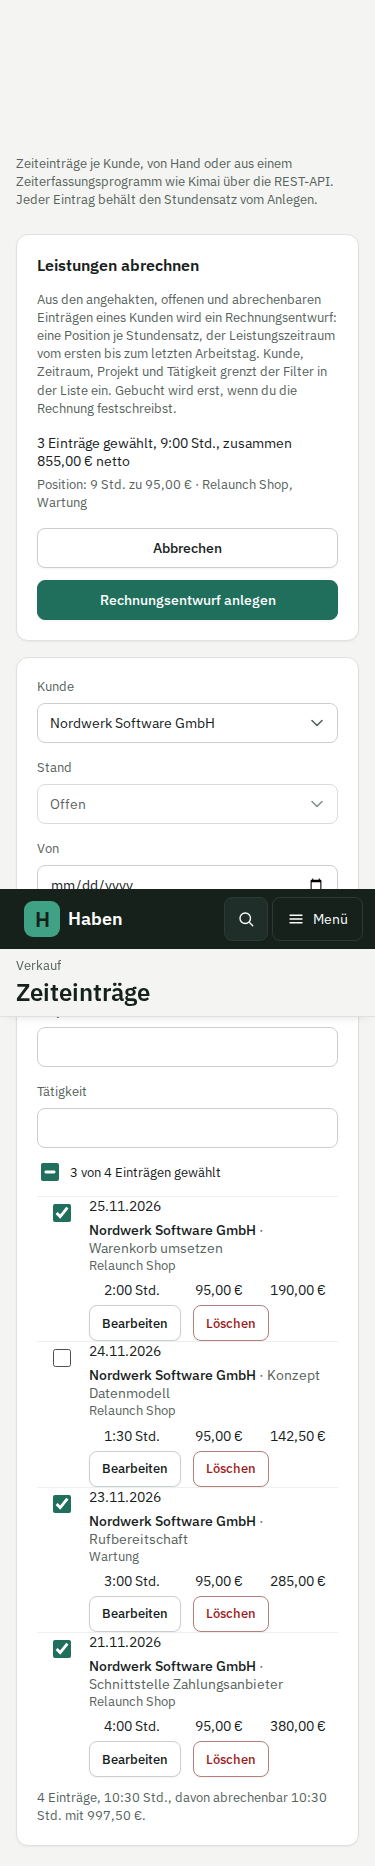 Zeiteinträge je Kunde, von Hand oder aus einem
Zeiterfassungsprogramm wie Kimai über die REST-API.
Jeder Eintrag behält den Stundensatz vom Anlegen.
Leistungen abrechnen
Aus den angehakten, offenen und abrechenbaren
Einträgen eines Kunden wird ein Rechnungsentwurf:
eine Position je Stundensatz, der Leistungszeitraum
vom ersten bis zum letzten Arbeitstag. Kunde,
Zeitraum, Projekt und Tätigkeit grenzt der Filter in
der Liste ein. Gebucht wird erst, wenn du die
Rechnung festschreibst.
3 Einträge gewählt, 9:00 Std., zusammen
855,00 € netto
Position: 9 Std. zu 95,00 € · Relaunch Shop,
Wartung
Abbrechen
Rechnungsentwurf anlegen
Kunde
Nordwerk Software GmbH
Stand
Offen
Von
mm/dd/yyyy
H Haben
Menü
Verkauf
Zeiteinträge
Tätigkeit
3 von 4 Einträgen gewählt
25.11.2026
Nordwerk Software GmbH ·
Warenkorb umsetzen
Relaunch Shop
2:00 Std. 95,00 € 190,00 €
Bearbeiten Löschen
24.11.2026
Nordwerk Software GmbH · Konzept
Datenmodell
Relaunch Shop
1:30 Std. 95,00 € 142,50 €
Bearbeiten Löschen
23.11.2026
Nordwerk Software GmbH ·
Rufbereitschaft
Wartung
3:00 Std. 95,00 € 285,00 €
Bearbeiten Löschen
21.11.2026
Nordwerk Software GmbH ·
Schnittstelle Zahlungsanbieter
Relaunch Shop
4:00 Std. 95,00 € 380,00 €
Bearbeiten Löschen
4 Einträge, 10:30 Std., davon abrechenbar 10:30
Std. mit 997,50 €.